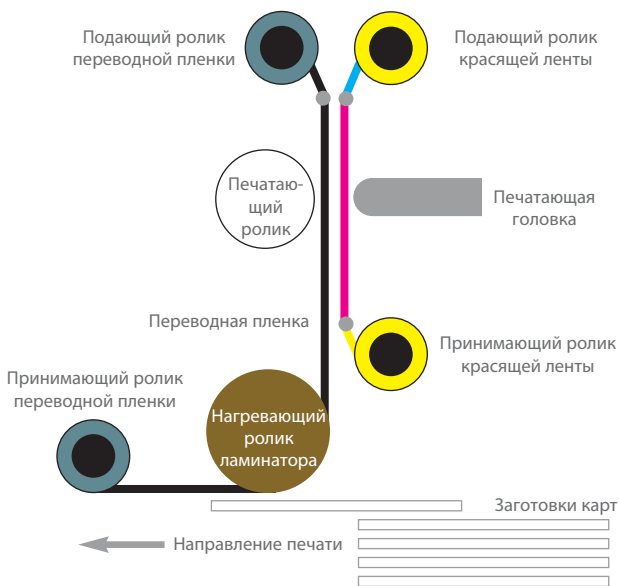 Подающий ролик
переводной пленки
Подающий ролик
красящей ленты
Печатаю-
щий
ролик
Печатающая
головка
Переводная пленка
Принимающий ролик
красящей ленты
Принимающий ролик
переводной пленки
Нагревающий
ролик
ламинатора
Заготовки карт
Направление печати